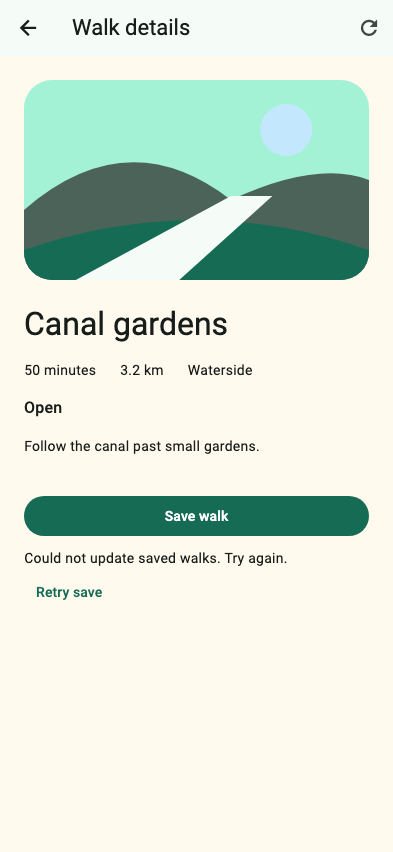 Walk details
Canal gardens
50 minutes 3.2 km Waterside
Open
Follow the canal past small gardens.
Save walk
Could not update saved walks. Try again.
Retry save